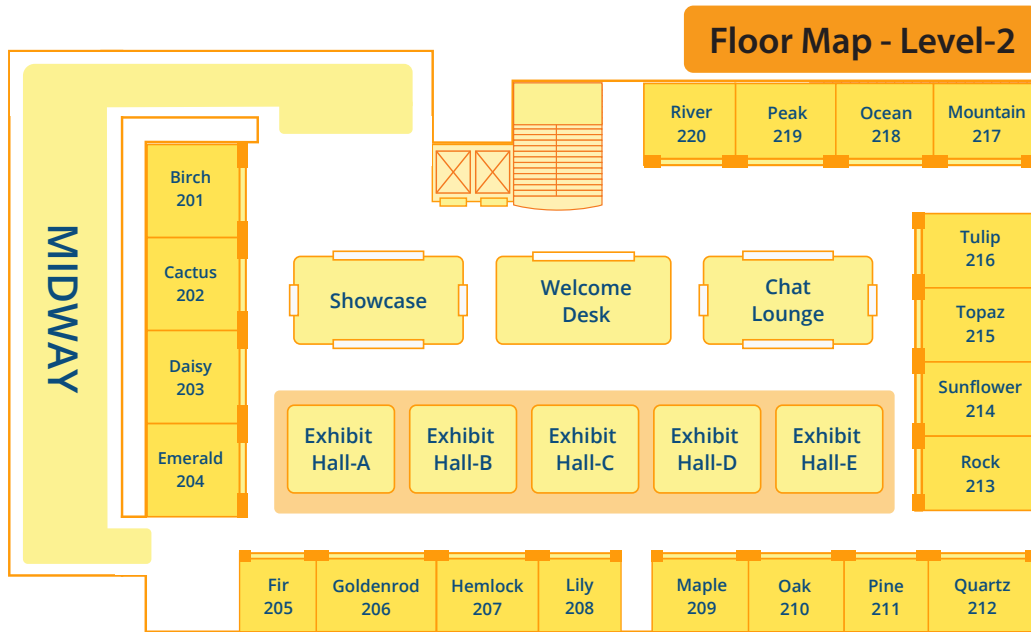 Floor Map - Level-2
River
220
Peak
219
Ocean
218
Mountain
217
MIDWAY
Birch
201
Cactus
202
Daisy
203
Emerald
204
Showcase
Welcome
Desk
Chat
Lounge
Tulip
216
Topaz
215
Sunflower
214
Rock
213
Exhibit
Hall-A
Exhibit
Hall-B
Exhibit
Hall-C
Exhibit
Hall-D
Exhibit
Hall-E
Fir
205
Goldenrod
206
Hemlock
207
Lily
208
Maple
209
Oak
210
Pine
211
Quartz
212